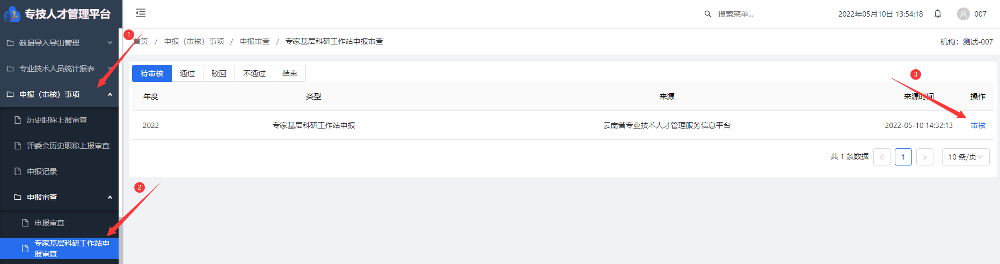 专技人才管理平台
搜索菜单...
2022年05月10日 13:54:18
007
数据导入导出管理
专业技术人员统计报表
申报（审核）事项
历史职称上报审查
评委会历史职称上报审查
申报记录
申报审查
申报审查
专家基层科研工作站申
报审查
1
2
首页 / 申报（审核）事项 / 申报审查 / 专家基层科研工作站申报审查
机构：测试-007
待审核 通过 驳回 不通过 结束
3
年度 类型 来源 来源时间 操作
2022 专家基层科研工作站申报 云南省专业技术人才管理服务信息平台 2022-05-10 14:32:13 审核
共 1 条数据 < 1 > 10 条/页